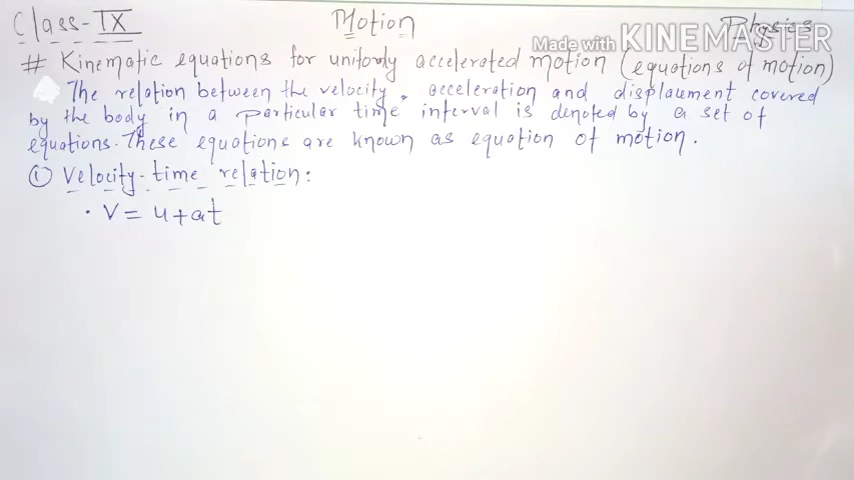 Class-IX Motion Physics
Made with KINEMASTER
# Kinematic equations for uniformly accelerated motion (equations of motion)
The relation between the velocity, acceleration and displacement covered
by the body in a particular time interval is denoted by a set of
equations. These equations are known as equation of motion.
① Velocity-time relation:
· V = u+at